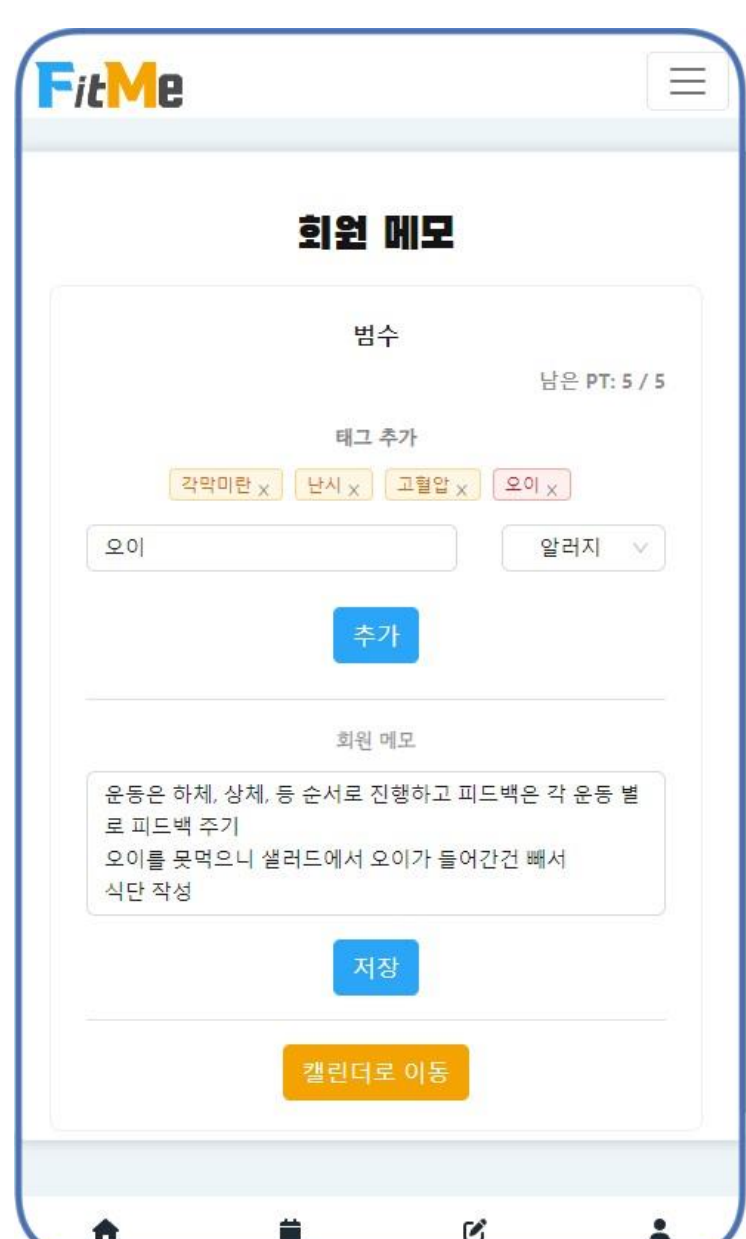 FitMe
회원 메모
범수
남은 PT: 5 / 5
태그 추가
각막미란 x 난시 x 고혈압 x 오이 x
오이 알러지
추가
회원 메모
운동은 하체, 상체, 등 순서로 진행하고 피드백은 각 운동 별
로 피드백 주기
오이를 못먹으니 샐러드에서 오이가 들어간건 빼서
식단 작성
저장
캘린더로 이동